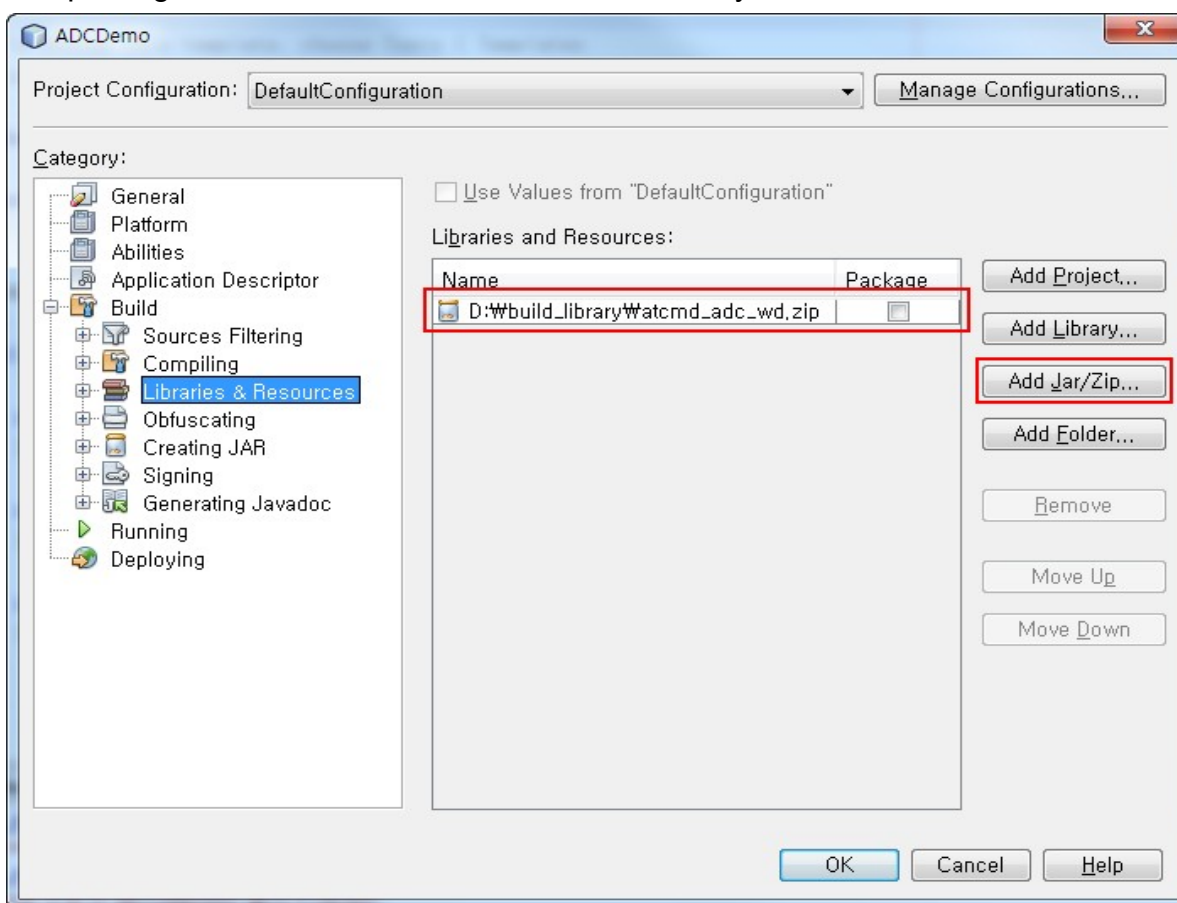 ADCDemo
Project Configuration: DefaultConfiguration Manage Configurations...
Category:
General
Platform
Abilities
Application Descriptor
Build
Sources Filtering
Compiling
Libraries & Resources
Obfuscating
Creating JAR
Signing
Generating Javadoc
Running
Deploying
Use Values from "DefaultConfiguration"
Libraries and Resources:
Name Package
D:₩build_library₩atcmd_adc_wd.zip
Add Project...
Add Library...
Add Jar/Zip...
Add Folder...
Remove
Move Up
Move Down
OK Cancel Help